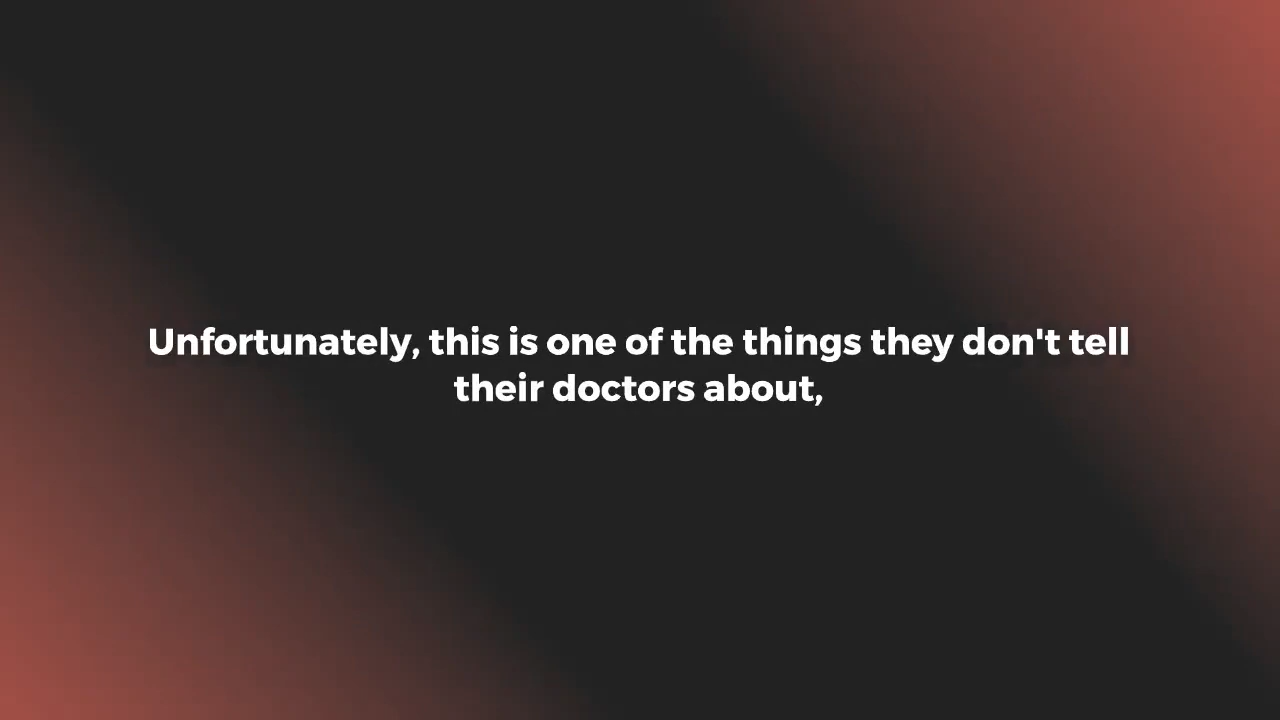 Unfortunately, this is one of the things they don't tell
their doctors about,